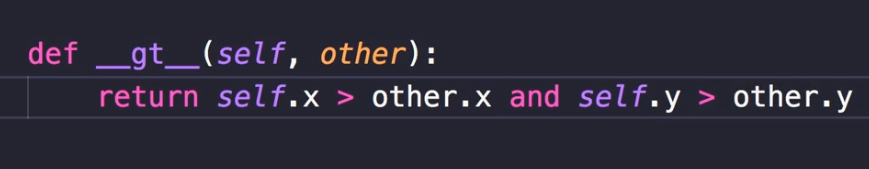 def __gt__(self, other):
    return self.x > other.x and self.y > other.y